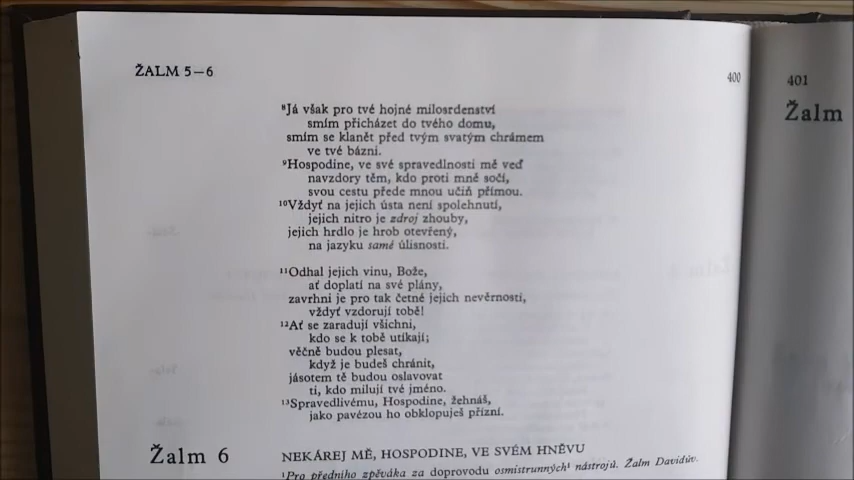 ŽALM 5–6
400
⁸Já však pro tvé hojné milosrdenství
smím přicházet do tvého domu,
smím se klanět před tvým svatým chrámem
ve tvé bázni.
⁹Hospodine, ve své spravedlnosti mě veď
navzdory těm, kdo proti mně sočí,
svou cestu přede mnou učiň přímou.
¹⁰Vždyť na jejich ústa není spolehnutí,
jejich nitro je zdroj zhouby,
jejich hrdlo je hrob otevřený,
na jazyku samé úlisnosti.
¹¹Odhal jejich vinu, Bože,
ať doplatí na své plány,
zavrhni je pro tak četné jejich nevěrnosti,
vždyť vzdorují tobě!
¹²Ať se zaradují všichni,
kdo se k tobě utíkají;
věčně budou plesat,
když je budeš chránit,
jásotem tě budou oslavovat
ti, kdo milují tvé jméno.
¹³Spravedlivému, Hospodine, žehnáš,
jako pavézou ho obklopuješ přízní.
Žalm 6
NEKÁREJ MĚ, HOSPODINE, VE SVÉM HNĚVU
¹Pro předního zpěváka za doprovodu osmistrunných¹ nástrojů. Žalm Davidův.
401
Žalm